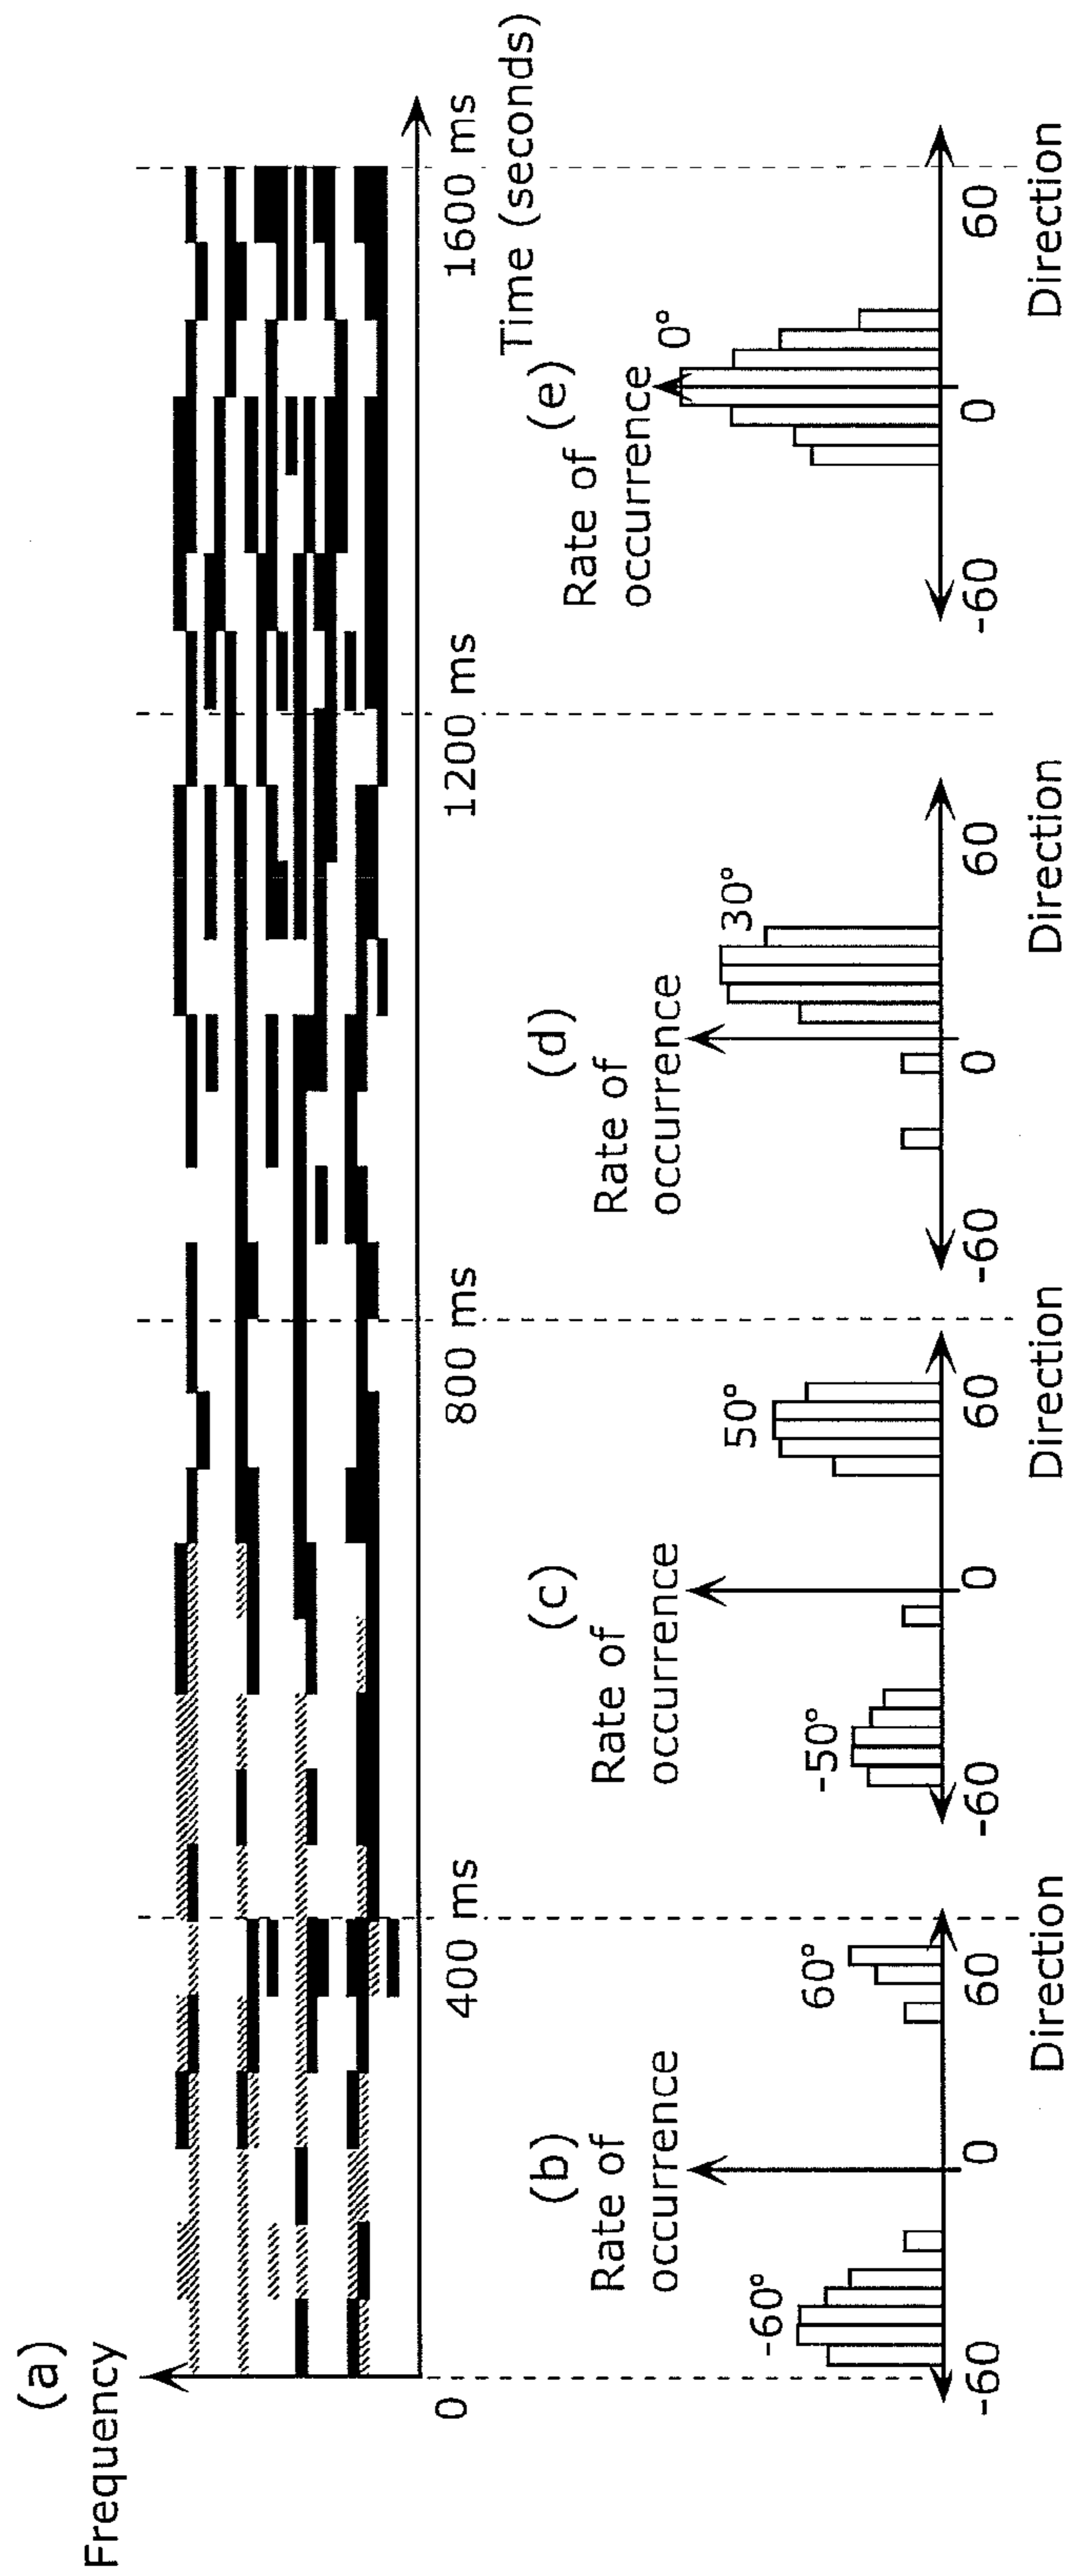 (a)
Frequency
0
400 ms
800 ms
1200 ms
1600 ms
Time (seconds)
(b)
Rate of
occurrence
-60°
60°
-60
0
60
Direction
(c)
Rate of
occurrence
-50°
50°
-60
0
60
Direction
(d)
Rate of
occurrence
30°
-60
0
60
Direction
(e)
Rate of
occurrence
0°
-60
0
60
Direction